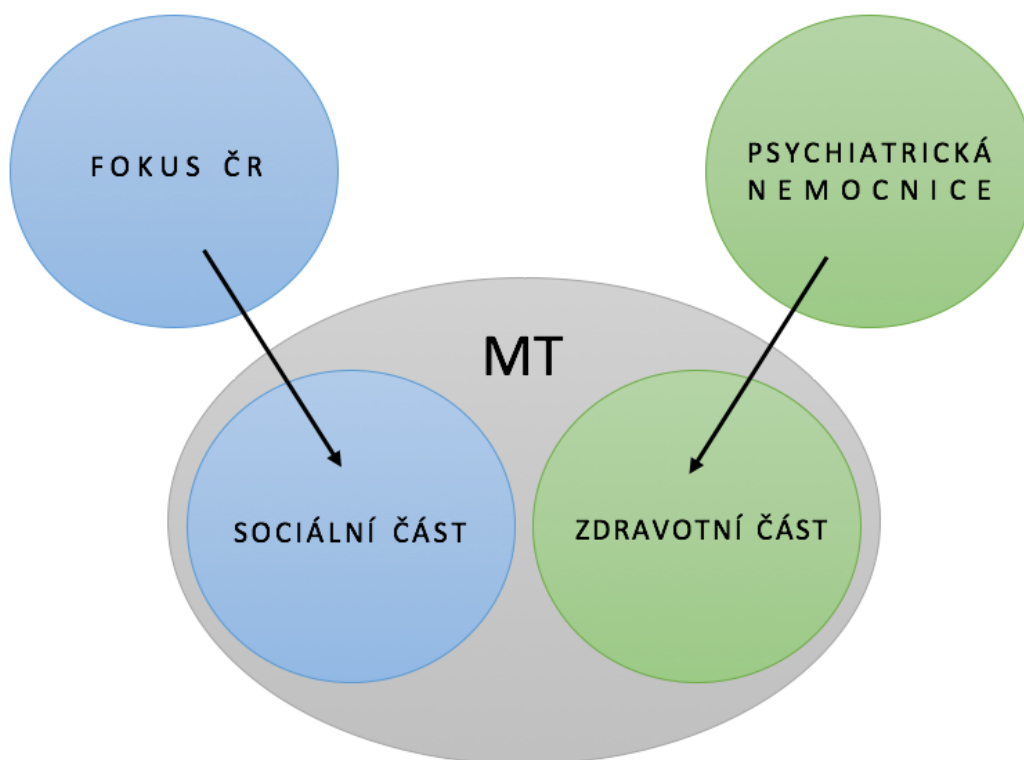 FOKUS ČR
PSYCHIATRICKÁ
NEMOCNICE
MT
SOCIÁLNÍ ČÁST
ZDRAVOTNÍ ČÁST